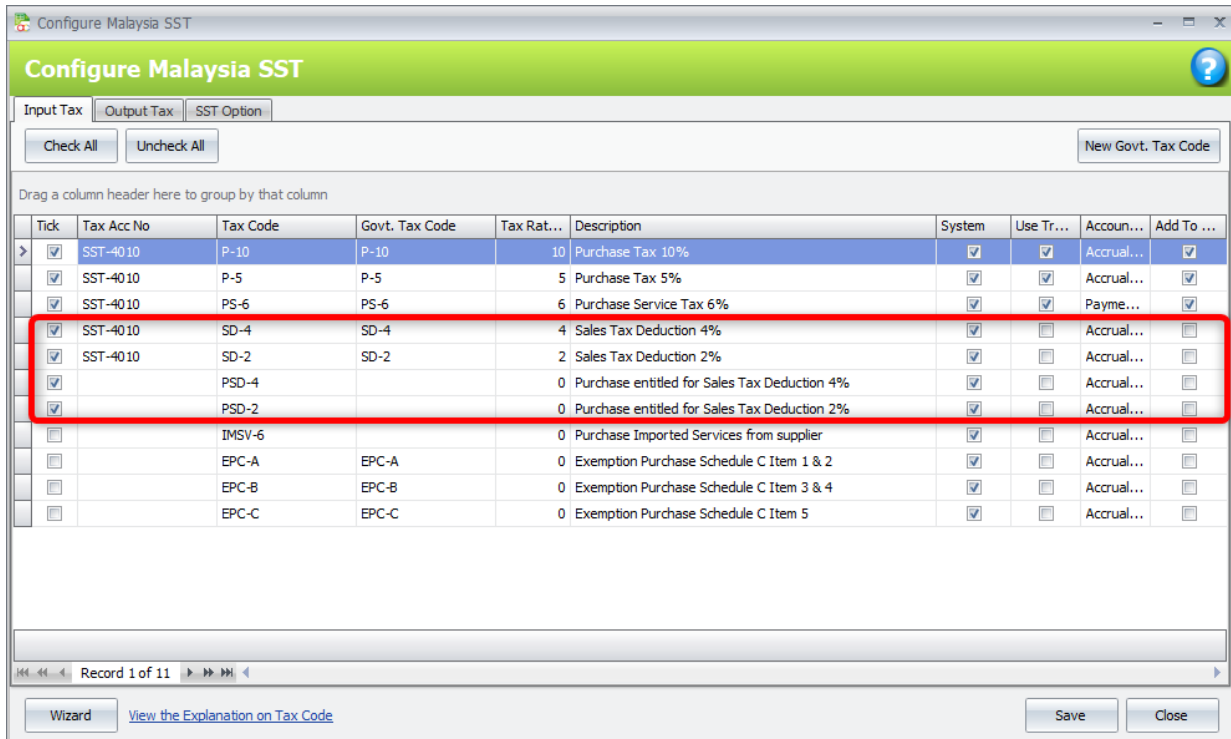 Configure Malaysia SST
Configure Malaysia SST
Input Tax Output Tax SST Option
Check All Uncheck All New Govt. Tax Code
Drag a column header here to group by that column
Tick Tax Acc No Tax Code Govt. Tax Code Tax Rat... Description System Use Tr... Accoun... Add To ...
SST-4010 P-10 P-10 10 Purchase Tax 10% Accrual...
SST-4010 P-5 P-5 5 Purchase Tax 5% Accrual...
SST-4010 PS-6 PS-6 6 Purchase Service Tax 6% Payme...
SST-4010 SD-4 SD-4 4 Sales Tax Deduction 4% Accrual...
SST-4010 SD-2 SD-2 2 Sales Tax Deduction 2% Accrual...
PSD-4 0 Purchase entitled for Sales Tax Deduction 4% Accrual...
PSD-2 0 Purchase entitled for Sales Tax Deduction 2% Accrual...
IMSV-6 0 Purchase Imported Services from supplier Accrual...
EPC-A EPC-A 0 Exemption Purchase Schedule C Item 1 & 2 Accrual...
EPC-B EPC-B 0 Exemption Purchase Schedule C Item 3 & 4 Accrual...
EPC-C EPC-C 0 Exemption Purchase Schedule C Item 5 Accrual...
Record 1 of 11
Wizard View the Explanation on Tax Code Save Close